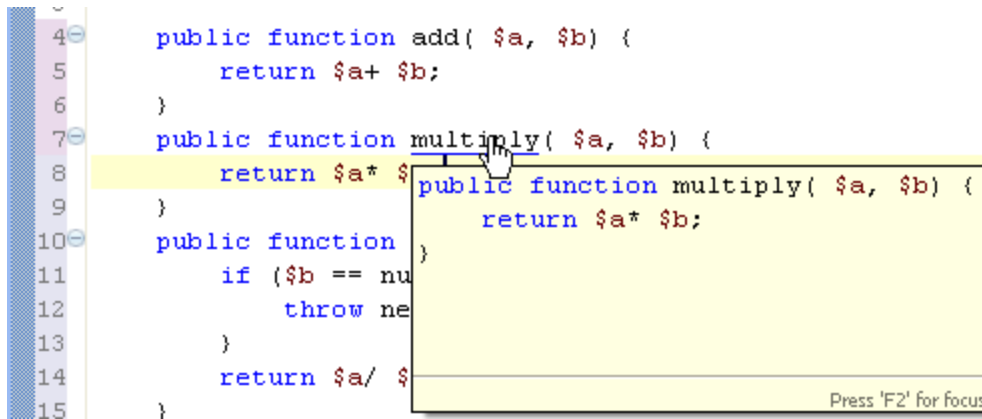 4 public function add( $a, $b) {
5 return $a+ $b;
6 }
7 public function multiply( $a, $b) {
8 return $a* $
9 }
10 public function
11 if ($b == nu
12 throw ne
13 }
14 return $a/ $
15 }
public function multiply( $a, $b) {
return $a* $b;
}
Press 'F2' for focus